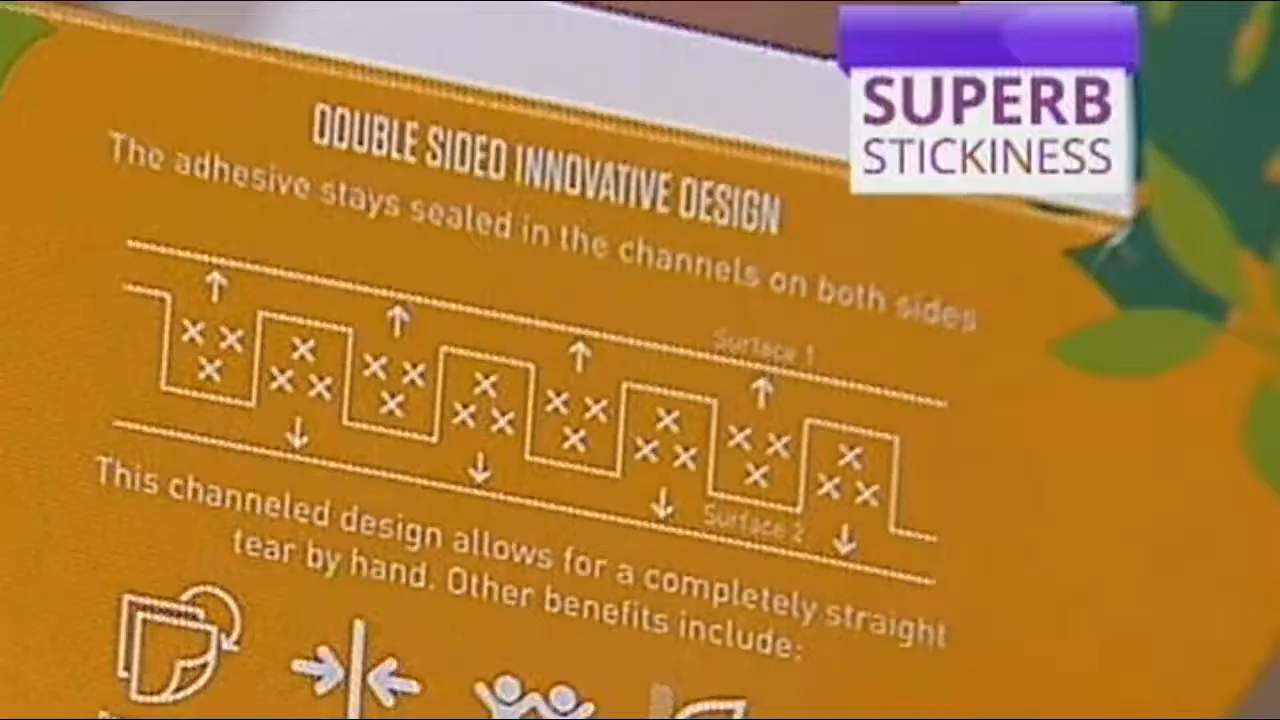 SUPERB
STICKINESS
DOUBLE SIDED INNOVATIVE DESIGN
The adhesive stays sealed in the channels on both sides
Surface 1
Surface 2
This channeled design allows for a completely straight
tear by hand. Other benefits include: